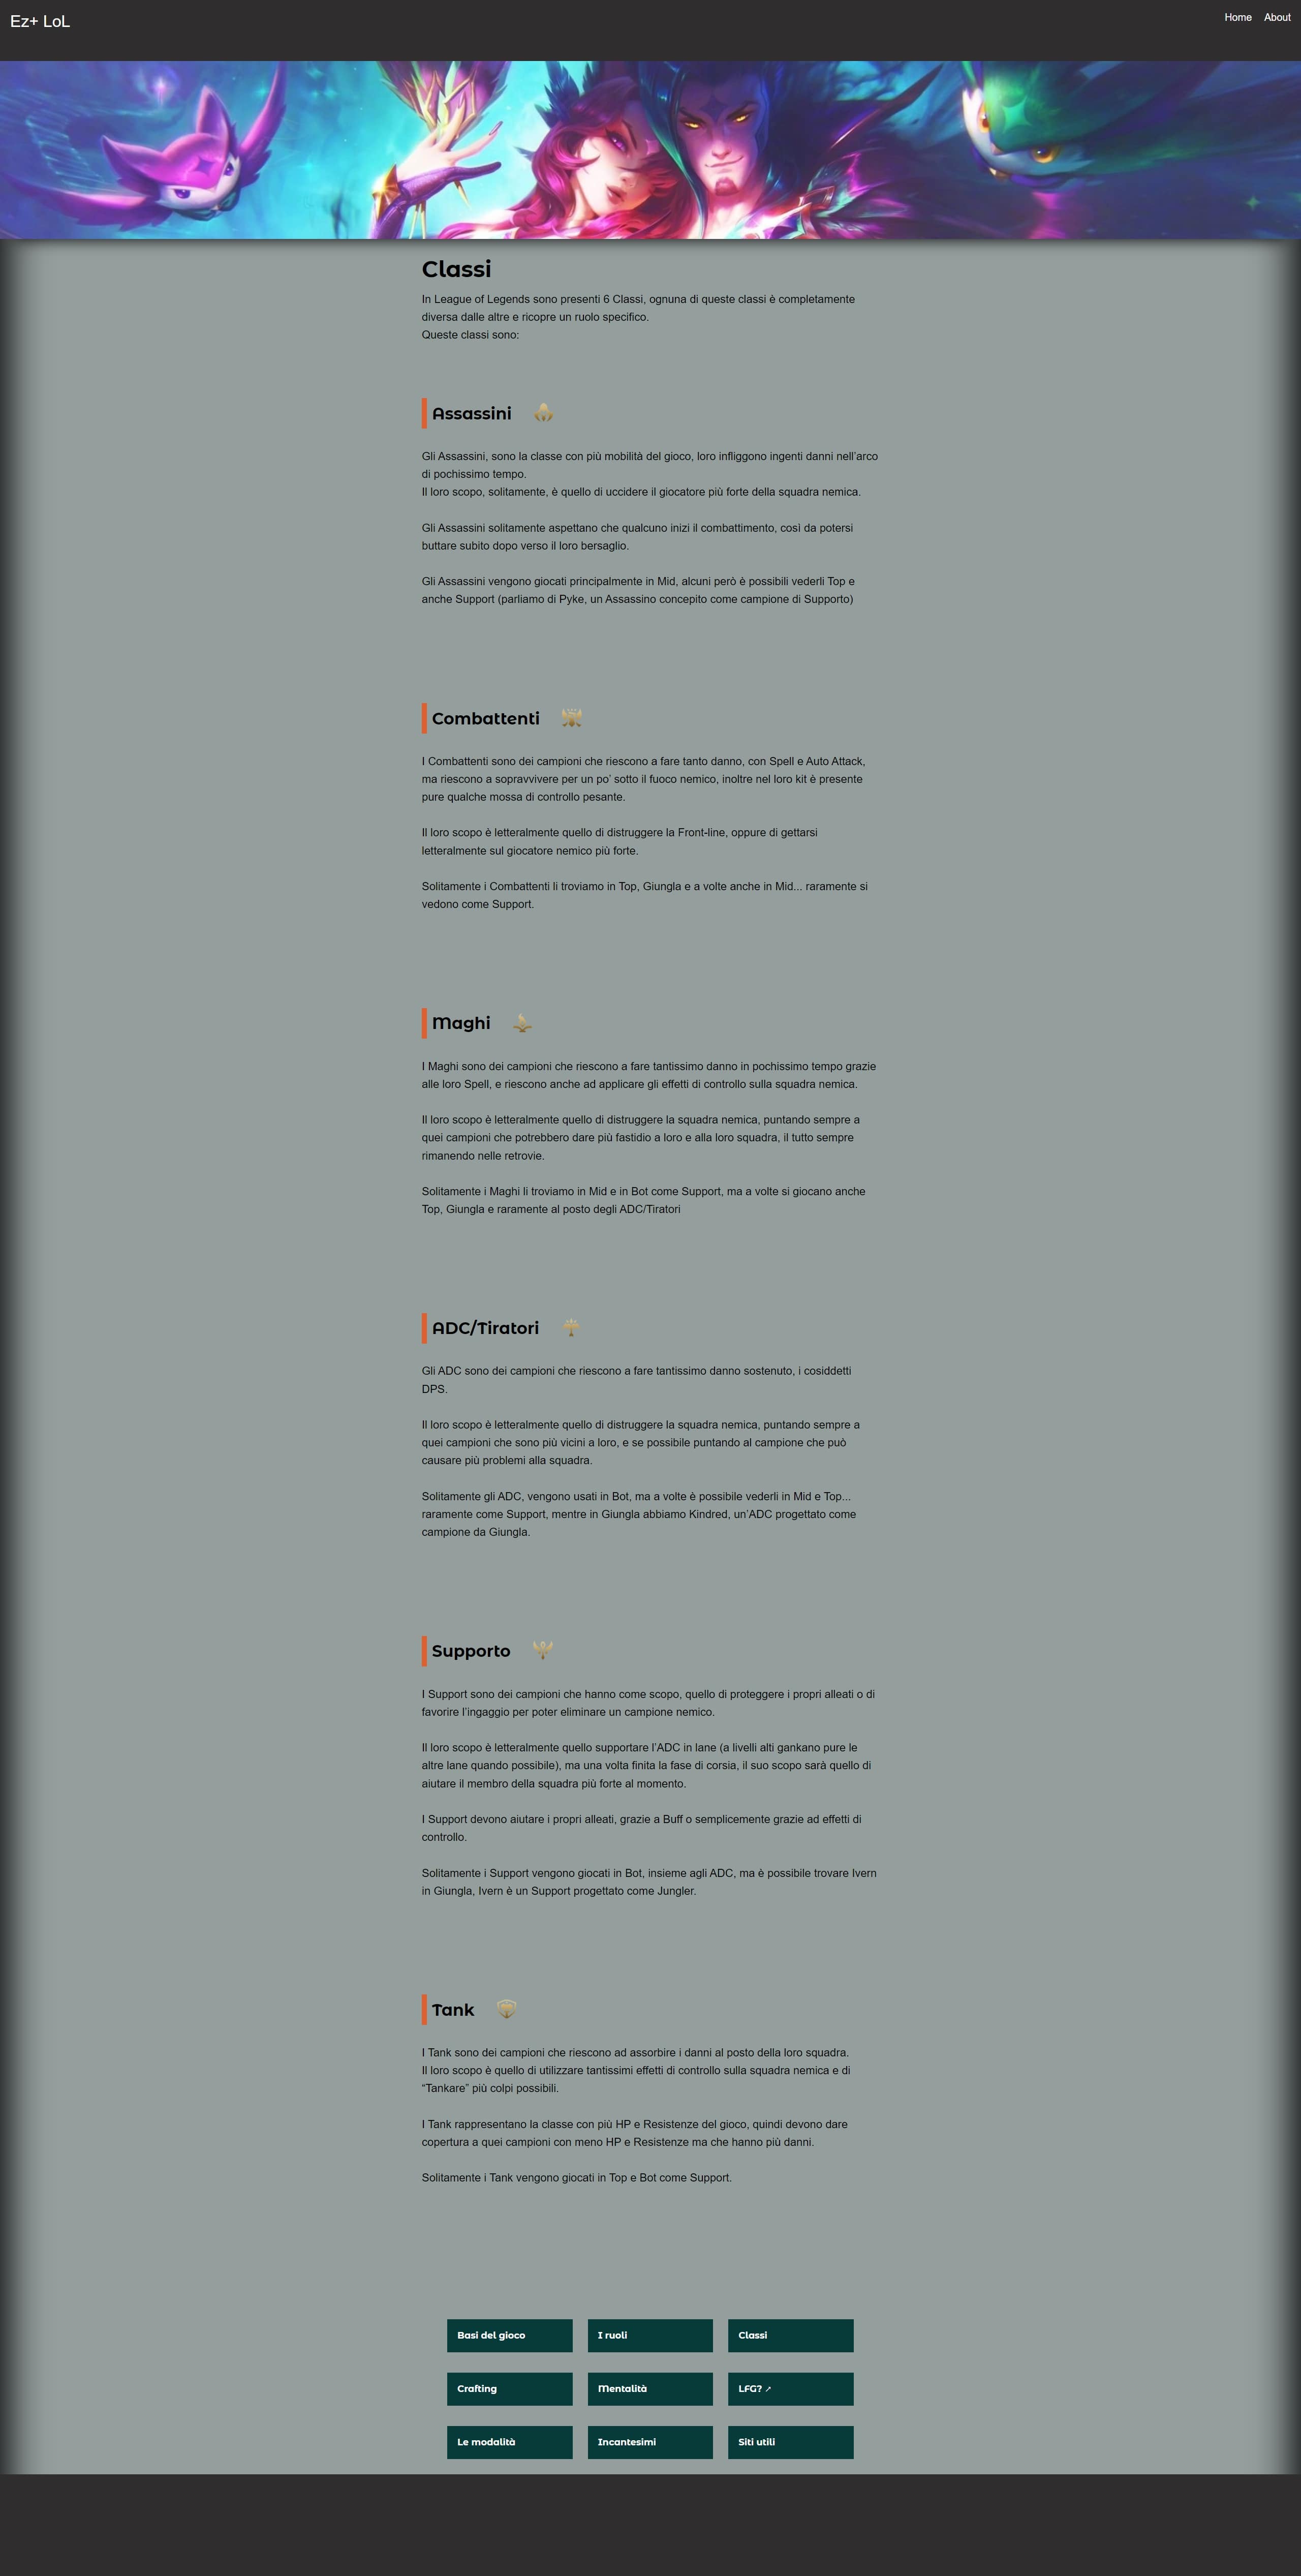 Ez+ LoL
Home About
Classi
In League of Legends sono presenti 6 Classi, ognuna di queste classi è completamente
diversa dalle altre e ricopre un ruolo specifico.
Queste classi sono:
Assassini
Gli Assassini, sono la classe con più mobilità del gioco, loro infliggono ingenti danni nell’arco
di pochissimo tempo.
Il loro scopo, solitamente, è quello di uccidere il giocatore più forte della squadra nemica.
Gli Assassini solitamente aspettano che qualcuno inizi il combattimento, così da potersi
buttare subito dopo verso il loro bersaglio.
Gli Assassini vengono giocati principalmente in Mid, alcuni però è possibili vederli Top e
anche Support (parliamo di Pyke, un Assassino concepito come campione di Supporto)
Combattenti
I Combattenti sono dei campioni che riescono a fare tanto danno, con Spell e Auto Attack,
ma riescono a sopravvivere per un po’ sotto il fuoco nemico, inoltre nel loro kit è presente
pure qualche mossa di controllo pesante.
Il loro scopo è letteralmente quello di distruggere la Front-line, oppure di gettarsi
letteralmente sul giocatore nemico più forte.
Solitamente i Combattenti li troviamo in Top, Giungla e a volte anche in Mid... raramente si
vedono come Support.
Maghi
I Maghi sono dei campioni che riescono a fare tantissimo danno in pochissimo tempo grazie
alle loro Spell, e riescono anche ad applicare gli effetti di controllo sulla squadra nemica.
Il loro scopo è letteralmente quello di distruggere la squadra nemica, puntando sempre a
quei campioni che potrebbero dare più fastidio a loro e alla loro squadra, il tutto sempre
rimanendo nelle retrovie.
Solitamente i Maghi li troviamo in Mid e in Bot come Support, ma a volte si giocano anche
Top, Giungla e raramente al posto degli ADC/Tiratori
ADC/Tiratori
Gli ADC sono dei campioni che riescono a fare tantissimo danno sostenuto, i cosiddetti
DPS.
Il loro scopo è letteralmente quello di distruggere la squadra nemica, puntando sempre a
quei campioni che sono più vicini a loro, e se possibile puntando al campione che può
causare più problemi alla squadra.
Solitamente gli ADC, vengono usati in Bot, ma a volte è possibile vederli in Mid e Top...
raramente come Support, mentre in Giungla abbiamo Kindred, un’ADC progettato come
campione da Giungla.
Supporto
I Support sono dei campioni che hanno come scopo, quello di proteggere i propri alleati o di
favorire l’ingaggio per poter eliminare un campione nemico.
Il loro scopo è letteralmente quello supportare l’ADC in lane (a livelli alti gankano pure le
altre lane quando possibile), ma una volta finita la fase di corsia, il suo scopo sarà quello di
aiutare il membro della squadra più forte al momento.
I Support devono aiutare i propri alleati, grazie a Buff o semplicemente grazie ad effetti di
controllo.
Solitamente i Support vengono giocati in Bot, insieme agli ADC, ma è possibile trovare Ivern
in Giungla, Ivern è un Support progettato come Jungler.
Tank
I Tank sono dei campioni che riescono ad assorbire i danni al posto della loro squadra.
Il loro scopo è quello di utilizzare tantissimi effetti di controllo sulla squadra nemica e di
“Tankare” più colpi possibili.
I Tank rappresentano la classe con più HP e Resistenze del gioco, quindi devono dare
copertura a quei campioni con meno HP e Resistenze ma che hanno più danni.
Solitamente i Tank vengono giocati in Top e Bot come Support.
Basi del gioco I ruoli Classi
Crafting Mentalità LFG? ↗
Le modalità Incantesimi Siti utili